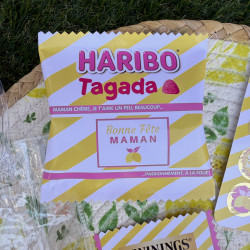 HARIBO
Tagada
MAMAN CHÉRIE, JE T'AIME UN PEU, BEAUCOUP...
Bonne Fête
MAMAN
...PASSIONNÉMENT, À LA FOLIE!